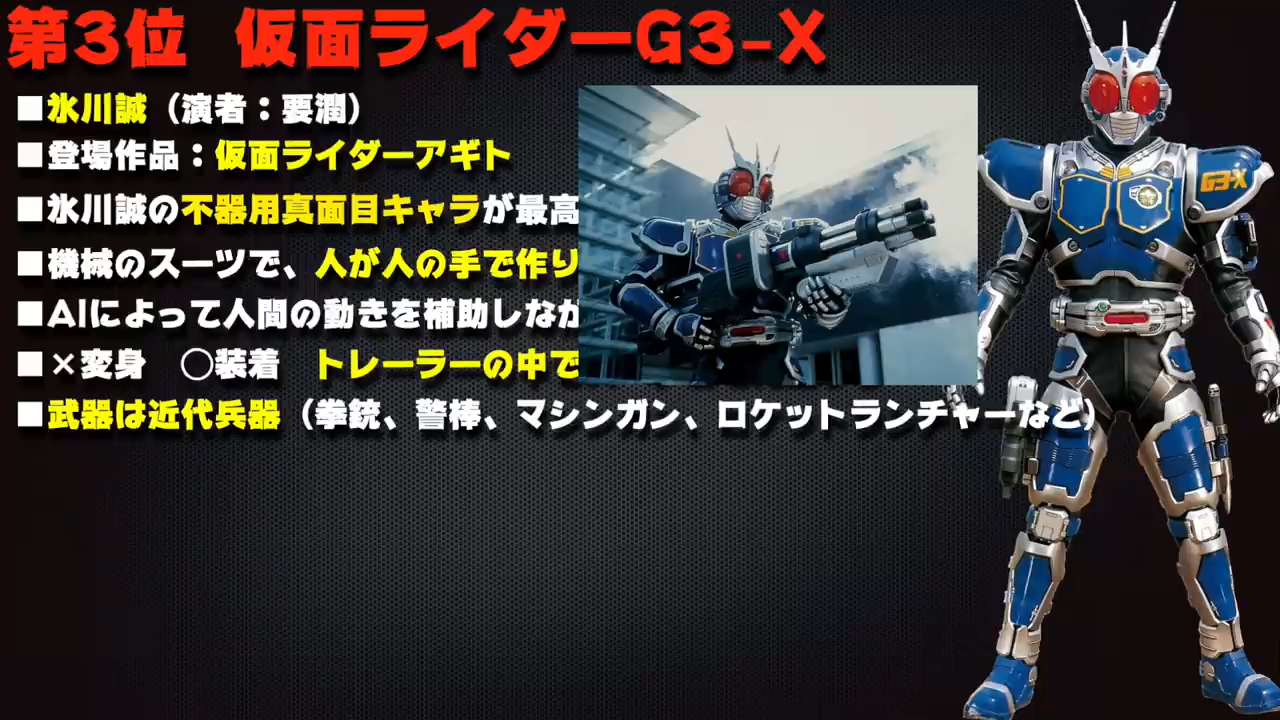 第3位 仮面ライダーG3-X
■氷川誠（演者：要潤）
■登場作品：仮面ライダーアギト
■氷川誠の不器用真面目キャラが最高
■機械のスーツで、人が人の手で作り
■AIによって人間の動きを補助しなが
■×変身 ○装着 トレーラーの中で
■武器は近代兵器（拳銃、警棒、マシンガン、ロケットランチャーなど）
G3-X